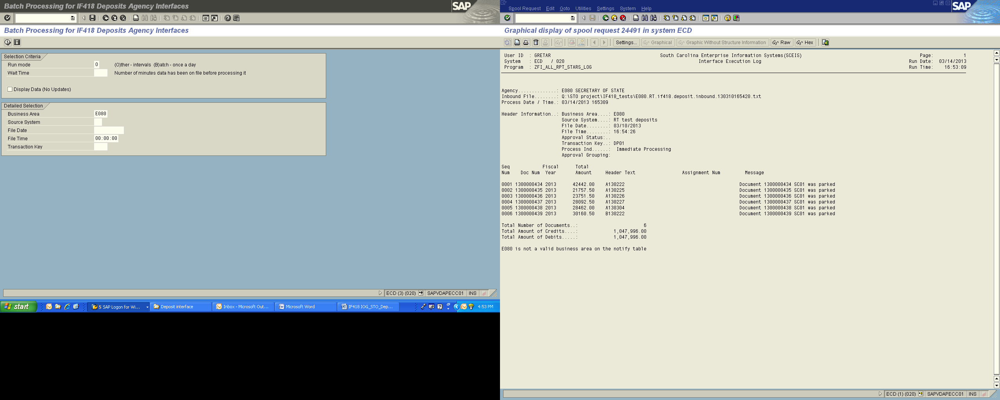 Batch Processing for IF418 Deposits Agency Interfaces
SAP
Batch Processing for IF418 Deposits Agency Interfaces
Selection Criteria
Run mode 0 (O)ther - intervals (B)atch - once a day
Wait Time Number of minutes data has been on file before processing it
Display Data (No Updates)
Detailed Selection
Business Area E080
Source System
File Date
File Time 00:00:00
Transaction Key
ECD (3) (020) SAPVDAPECC01 INS
start 5 SAP Logon for Wi... Deposit interface Inbox - Microsoft Out... Microsoft Word IF418 IOG_STO_Dep... 4:53 PM
Spool Request Edit Goto Utilities Settings System Help
SAP
Graphical display of spool request 24491 in system ECD
Settings... Graphical Graphic Without Structure Information Raw Hex
User ID : GRETAR South Carolina Enterprise Information Systems(SCEIS) Page: 1
System : ECD / 020 Interface Execution Log Run Date: 03/14/2013
Program : ZFI_ALL_RPT_STARS_LOG Run Time: 16:53:09
Agency..............: E080 SECRETARY OF STATE
Inbound File........: Q:\STO project\IF418_tests\E080.RT.if418.deposit.inbound.130310165420.txt
Process Date / Time.: 03/14/2013 165309
Header Information..: Business Area....: E080
Source System....: RT test deposits
File Date........: 03/10/2013
File Time........: 16:54:26
Approval Status:..
Transaction Key..: DP01
Process Ind......: Immediate Processing
Approval Grouping:
Seq Fiscal Total
Num Doc Num Year Amount Header Text Assignment Num Message
0001 1300000434 2013 42442.00 A130222 Document 1300000434 SC01 was parked
0002 1300000435 2013 21757.50 A130225 Document 1300000435 SC01 was parked
0003 1300000436 2013 23751.50 A130226 Document 1300000436 SC01 was parked
0004 1300000437 2013 28092.50 A130227 Document 1300000437 SC01 was parked
0005 1300000438 2013 28462.00 A130304 Document 1300000438 SC01 was parked
0006 1300000439 2013 30160.50 B130222 Document 1300000439 SC01 was parked
Total Number of Documents..: 6
Total Amount of Credits....: 1,047,996.00
Total Amount of Debits.....: 1,047,996.00
E080 is not a valid business area on the notify table
ECD (1) (020) SAPVDAPECC01 INS